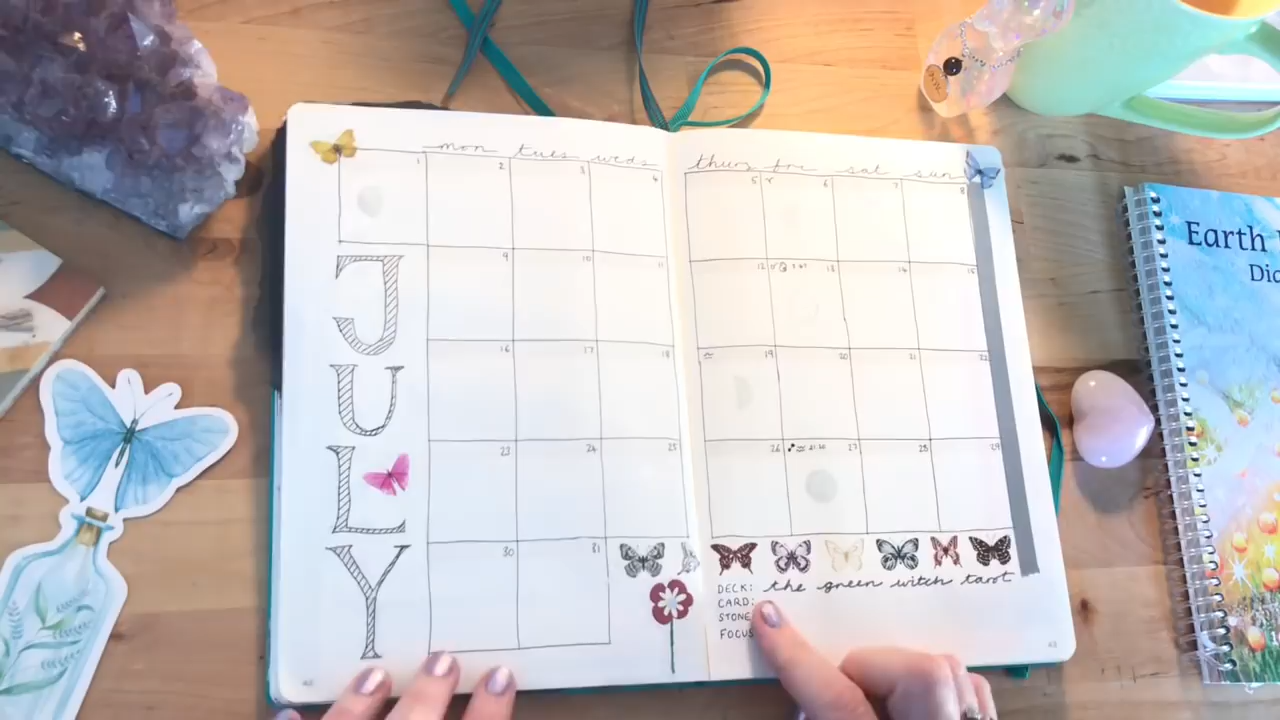 mon tues weds thurs fri sat sun
1 2 3 4 5 6 7 8
JULY
9 10 11 12 13 14 15
16 17 18 19 20 21 22
23 24 25 26 27 28 29
30 31
DECK: the green witch tarot
CARD:
STONE
FOCUS
Earth